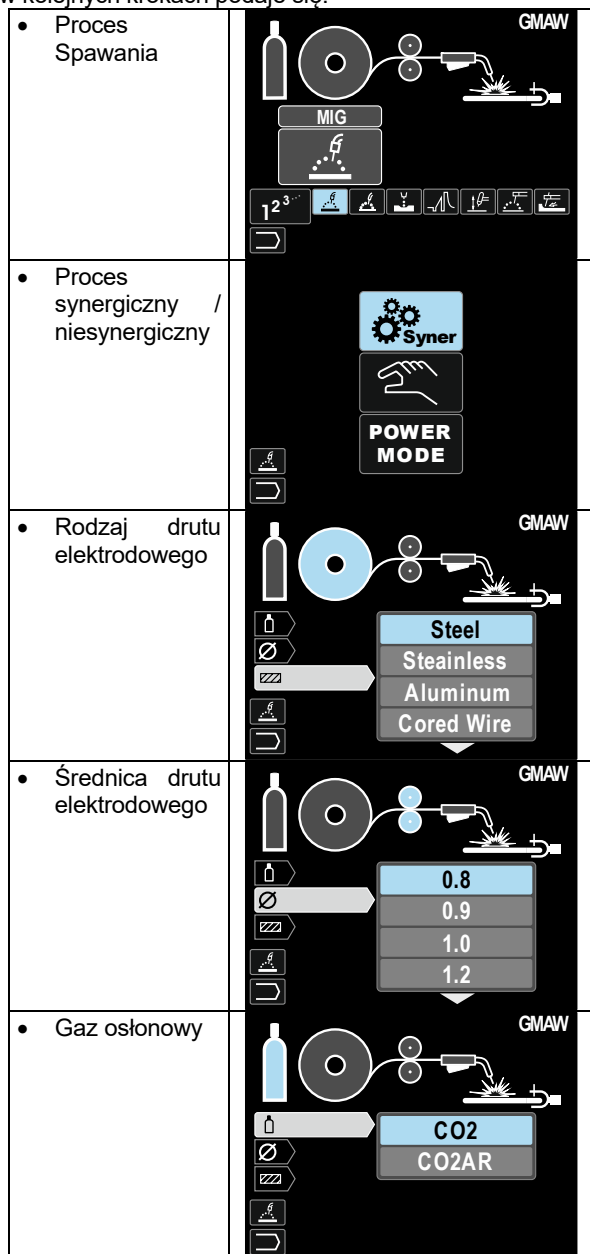 w kolejnych krokach podaje się:
• Proces
Spawania
GMAW
MIG
123
• Proces
synergiczny /
niesynergiczny
Syner
POWER
MODE
• Rodzaj drutu
elektrodowego
GMAW
Steel
Steainless
Aluminum
Cored Wire
• Średnica drutu
elektrodowego
GMAW
0.8
0.9
1.0
1.2
• Gaz osłonowy
GMAW
CO2
CO2AR